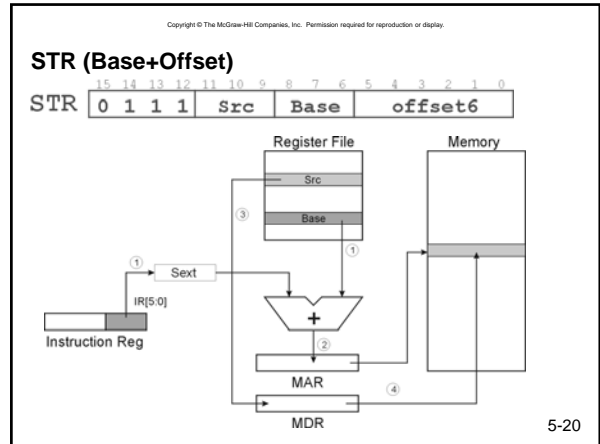 Copyright © The McGraw-Hill Companies, Inc. Permission required for reproduction or display.
STR (Base+Offset)
15 14 13 12 11 10 9 8 7 6 5 4 3 2 1 0
STR 0 1 1 1 Src Base offset6
Register File Memory
Src
③
Base
① ①
Sext
IR[5:0]
+
Instruction Reg
②
MAR ④
MDR
5-20